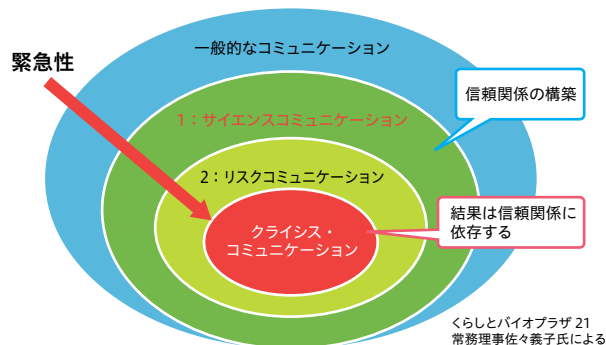 一般的なコミュニケーション
緊急性
信頼関係の構築
1：サイエンスコミュニケーション
2：リスクコミュニケーション
結果は信頼関係に
依存する
クライシス・
コミュニケーション
くらしとバイオプラザ 21
常務理事佐々義子氏による